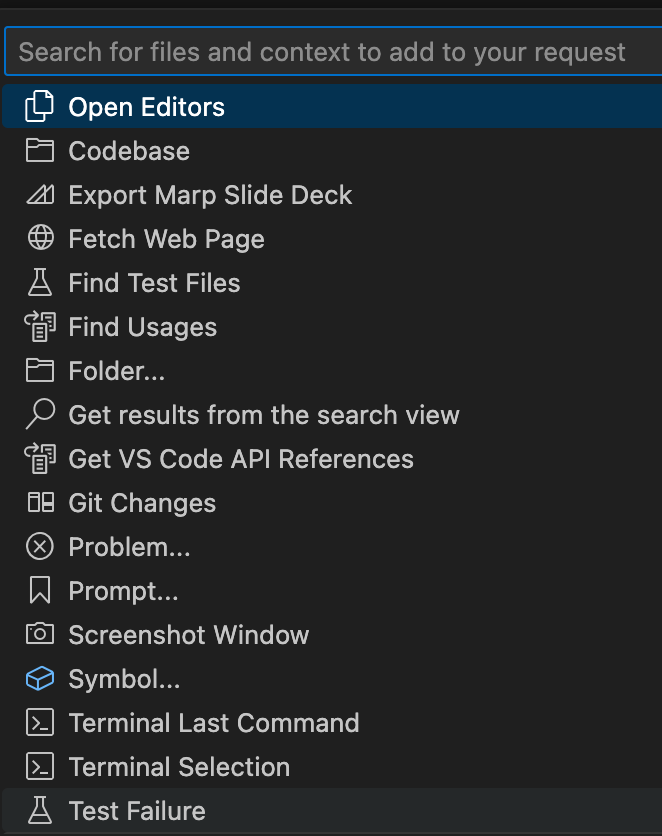 Search for files and context to add to your request
Open Editors
Codebase
Export Marp Slide Deck
Fetch Web Page
Find Test Files
Find Usages
Folder...
Get results from the search view
Get VS Code API References
Git Changes
Problem...
Prompt...
Screenshot Window
Symbol...
Terminal Last Command
Terminal Selection
Test Failure